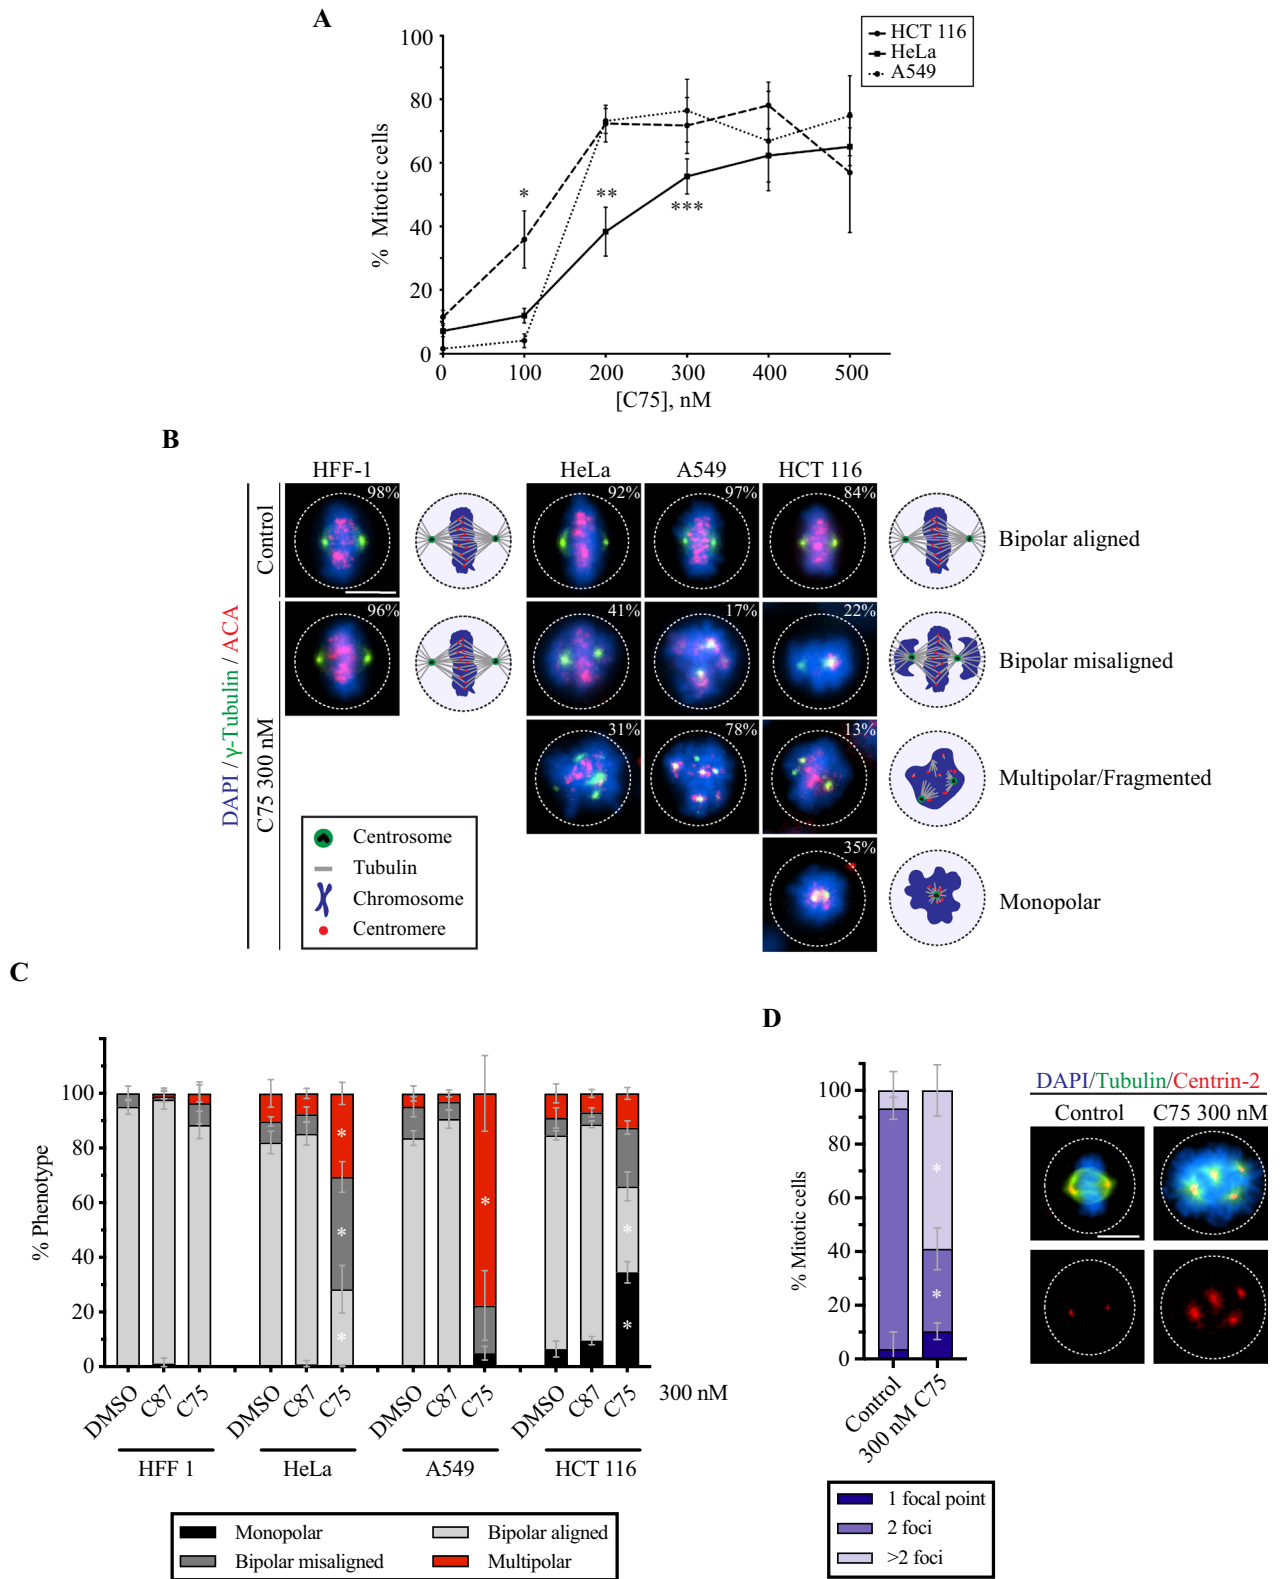 A
100
80
60
40
20
0
% Mitotic cells
0 100 200 300 400 500
[C75], nM
HCT 116
HeLa
A549
*
**
***
B
HFF-1 HeLa A549 HCT 116
Control
98% 92% 97% 84%
Bipolar aligned
DAPI / γ-Tubulin / ACA
C75 300 nM
96% 41% 17% 22%
Bipolar misaligned
31% 78% 13%
Multipolar/Fragmented
35%
Monopolar
Centrosome
Tubulin
Chromosome
Centromere
C
% Phenotype
100
80
60
40
20
0
* * *
*
* *
DMSO C87 C75 DMSO C87 C75 DMSO C87 C75 DMSO C87 C75 300 nM
HFF 1 HeLa A549 HCT 116
Monopolar Bipolar aligned
Bipolar misaligned Multipolar
D
% Mitotic cells
100
80
60
40
20
0
*
*
Control 300 nM C75
1 focal point
2 foci
>2 foci
DAPI/Tubulin/Centrin-2
Control C75 300 nM